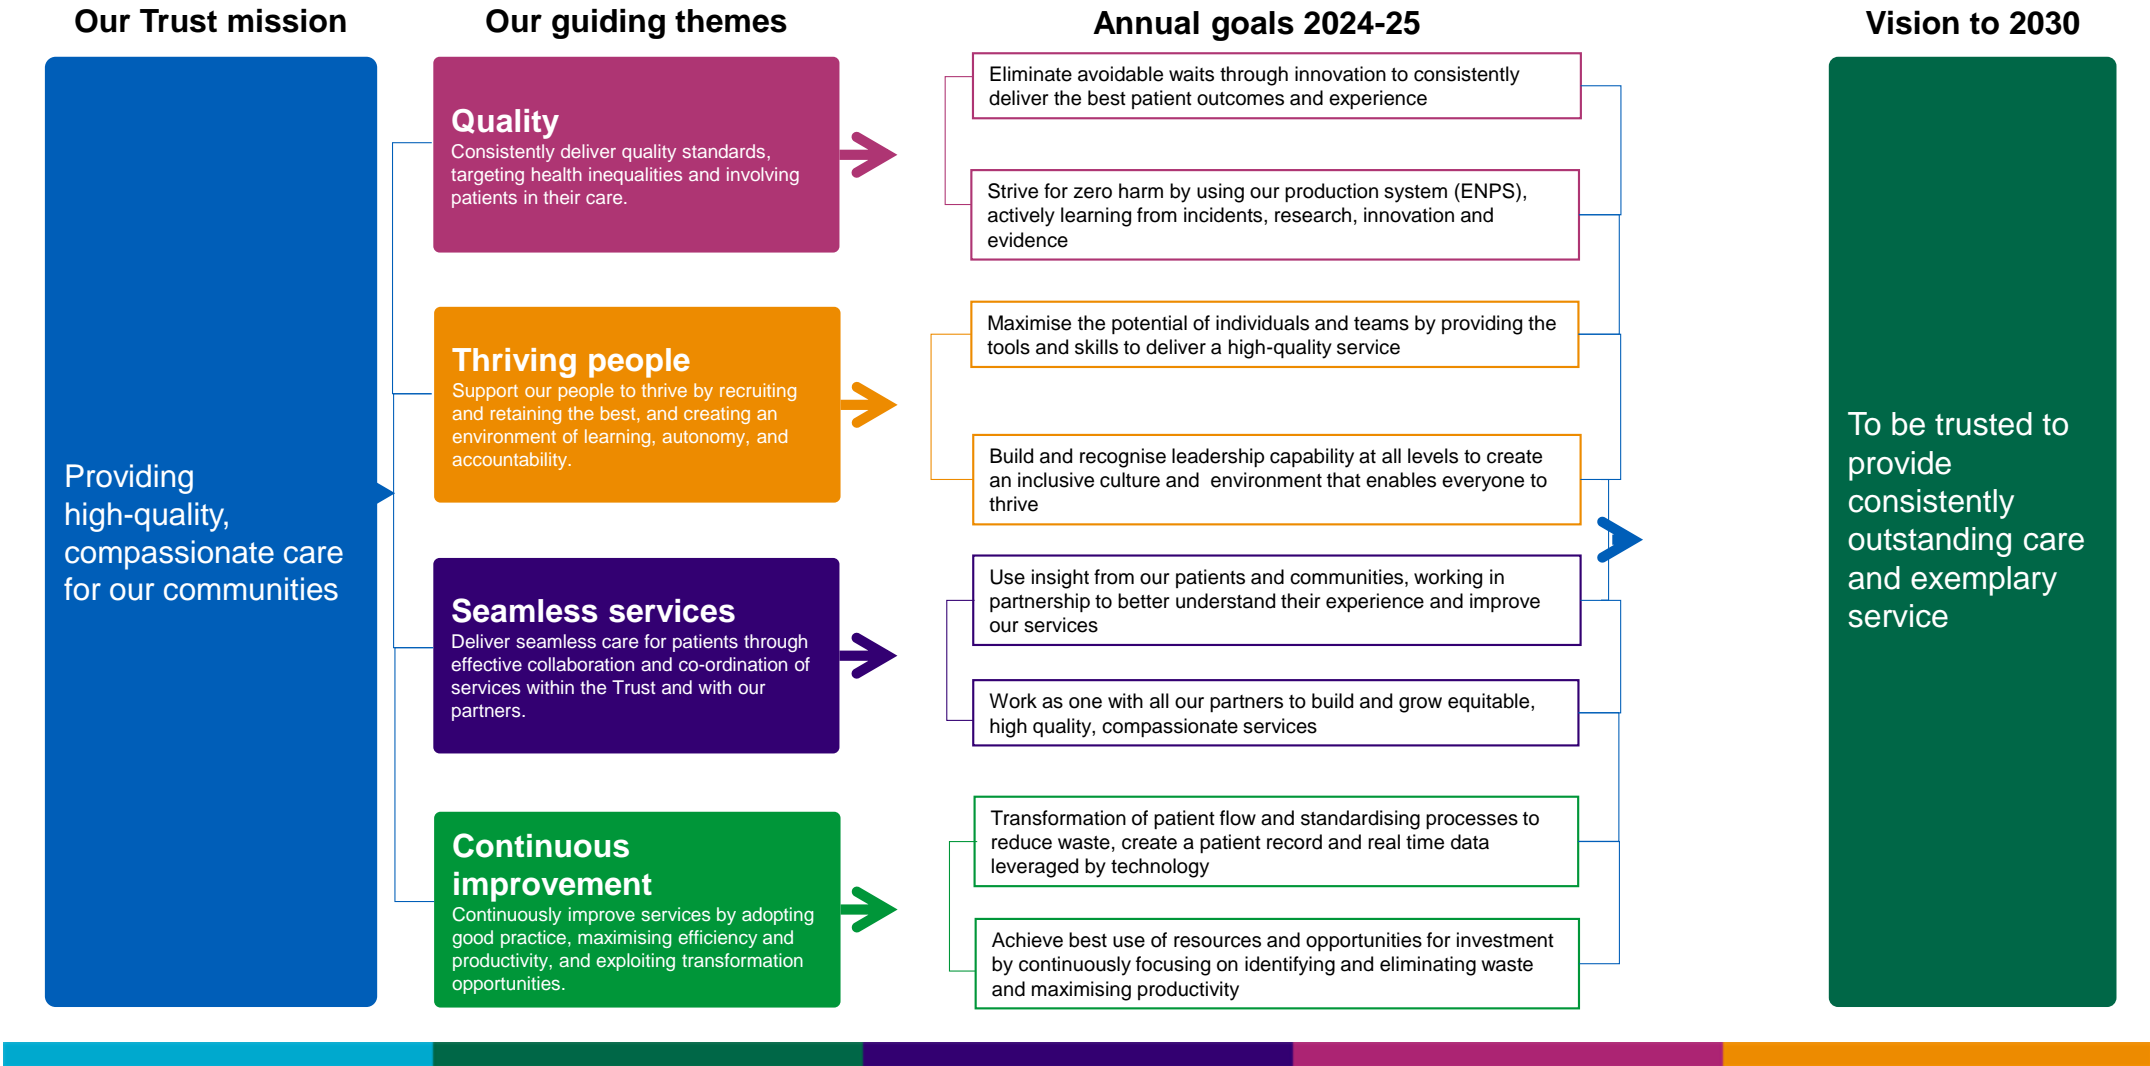 Our Trust mission
Our guiding themes
Annual goals 2024-25
Vision to 2030
Providing
high-quality,
compassionate care
for our communities
Quality
Consistently deliver quality standards,
targeting health inequalities and involving
patients in their care.
Thriving people
Support our people to thrive by recruiting
and retaining the best, and creating an
environment of learning, autonomy, and
accountability.
Seamless services
Deliver seamless care for patients through
effective collaboration and co-ordination of
services within the Trust and with our
partners.
Continuous
improvement
Continuously improve services by adopting
good practice, maximising efficiency and
productivity, and exploiting transformation
opportunities.
Eliminate avoidable waits through innovation to consistently
deliver the best patient outcomes and experience
Strive for zero harm by using our production system (ENPS),
actively learning from incidents, research, innovation and
evidence
Maximise the potential of individuals and teams by providing the
tools and skills to deliver a high-quality service
Build and recognise leadership capability at all levels to create
an inclusive culture and  environment that enables everyone to
thrive
Use insight from our patients and communities, working in
partnership to better understand their experience and improve
our services
Work as one with all our partners to build and grow equitable,
high quality, compassionate services
Transformation of patient flow and standardising processes to
reduce waste, create a patient record and real time data
leveraged by technology
Achieve best use of resources and opportunities for investment
by continuously focusing on identifying and eliminating waste
and maximising productivity
To be trusted to
provide
consistently
outstanding care
and exemplary
service